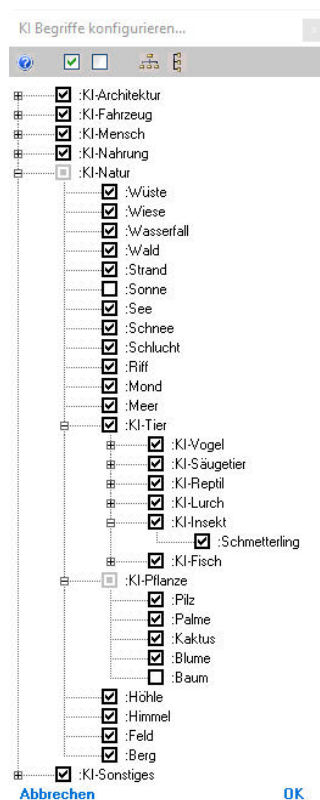 KI Begriffe konfigurieren...
:KI-Architektur
:KI-Fahrzeug
:KI-Mensch
:KI-Nahrung
:KI-Natur
:Wüste
:Wiese
:Wasserfall
:Wald
:Strand
:Sonne
:See
:Schnee
:Schlucht
:Riff
:Mond
:Meer
:KI-Tier
:KI-Vogel
:KI-Säugetier
:KI-Reptil
:KI-Lurch
:KI-Insekt
:Schmetterling
:KI-Fisch
:KI-Pflanze
:Pilz
:Palme
:Kaktus
:Blume
:Baum
:Höhle
:Himmel
:Feld
:Berg
:KI-Sonstiges
Abbrechen OK